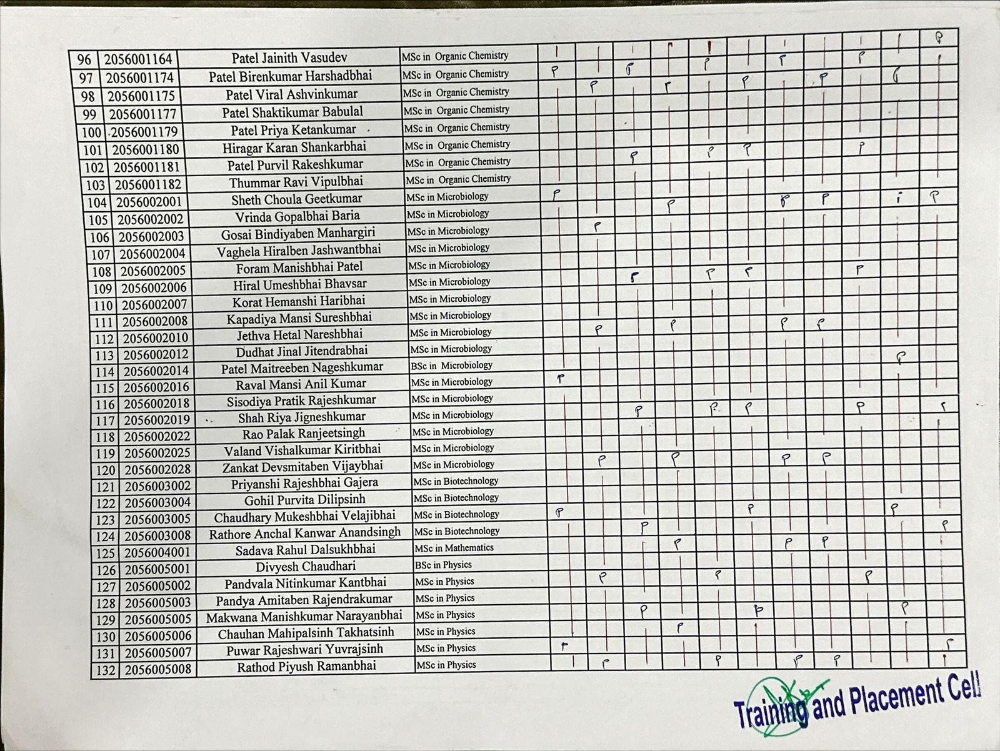 96 2056001164 Patel Jainith Vasudev MSc in Organic Chemistry P
97 2056001174 Patel Birenkumar Harshadbhai MSc in Organic Chemistry P P P P P
98 2056001175 Patel Viral Ashvinkumar MSc in Organic Chemistry P P P P P
99 2056001177 Patel Shaktikumar Babulal MSc in Organic Chemistry
100 2056001179 Patel Priya Ketankumar MSc in Organic Chemistry
101 2056001180 Hiragar Karan Shankarbhai MSc in Organic Chemistry
102 2056001181 Patel Purvil Rakeshkumar MSc in Organic Chemistry P P P P
103 2056001182 Thummar Ravi Vipulbhai MSc in Organic Chemistry
104 2056002001 Sheth Choula Geetkumar MSc in Microbiology P P P P P
105 2056002002 Vrinda Gopalbhai Baria MSc in Microbiology
106 2056002003 Gosai Bindiyaben Manhargiri MSc in Microbiology P
107 2056002004 Vaghela Hiralben Jashwantbhai MSc in Microbiology
108 2056002005 Foram Manishbhai Patel MSc in Microbiology
109 2056002006 Hiral Umeshbhai Bhavsar MSc in Microbiology P P P P
110 2056002007 Korat Hemanshi Haribhai MSc in Microbiology
111 2056002008 Kapadiya Mansi Sureshbhai MSc in Microbiology
112 2056002010 Jethva Hetal Nareshbhai MSc in Microbiology P P P P
113 2056002012 Dudhat Jinal Jitendrabhai MSc in Microbiology
114 2056002014 Patel Maitreeben Nageshkumar BSc in Microbiology P
115 2056002016 Raval Mansi Anil Kumar MSc in Microbiology P
116 2056002018 Sisodiya Pratik Rajeshkumar MSc in Microbiology
117 2056002019 Shah Riya Jigneshkumar MSc in Microbiology P P P P P
118 2056002022 Rao Palak Ranjeetsingh MSc in Microbiology
119 2056002025 Valand Vishalkumar Kiritbhai MSc in Microbiology
120 2056002028 Zankat Devsmitaben Vijaybhai MSc in Microbiology P P P P
121 2056003002 Priyanshi Rajeshbhai Gajera MSc in Biotechnology
122 2056003004 Gohil Purvita Dilipsinh MSc in Biotechnology
123 2056003005 Chaudhary Mukeshbhai Velajibhai MSc in Biotechnology P P P
124 2056003008 Rathore Anchal Kanwar Anandsingh MSc in Biotechnology P P
125 2056004001 Sadava Rahul Dalsukhbhai MSc in Mathematics P P P
126 2056005001 Divyesh Chaudhari BSc in Physics
127 2056005002 Pandvala Nitinkumar Kantbhai MSc in Physics P P P
128 2056005003 Pandya Amitaben Rajendrakumar MSc in Physics
129 2056005005 Makwana Manishkumar Narayanbhai MSc in Physics P P P
130 2056005006 Chauhan Mahipalsinh Takhatsinh MSc in Physics P
131 2056005007 Puwar Rajeshwari Yuvrajsinh MSc in Physics P P
132 2056005008 Rathod Piyush Ramanbhai MSc in Physics P P P P
Training and Placement Cell